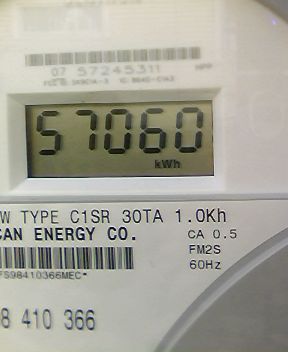 07 57245311
57060
kWh
W TYPE C1SR 30TA 1.0Kh
CAN ENERGY CO.
CA 0.5
FM2S
60Hz
FS98410366MEC*
8 410 366